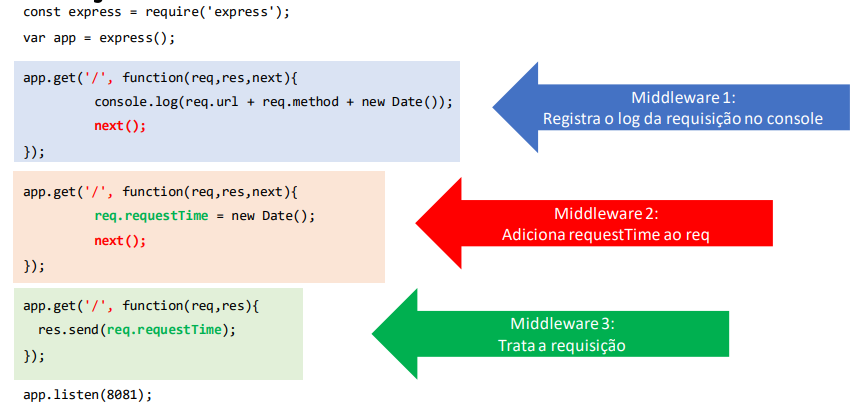 const express = require('express');
var app = express();
app.get('/', function(req,res,next){
console.log(req.url + req.method + new Date());
next();
});
Middleware 1:
Registra o log da requisição no console
app.get('/', function(req,res,next){
req.requestTime = new Date();
next();
});
Middleware 2:
Adiciona requestTime ao req
app.get('/', function(req,res){
res.send(req.requestTime);
});
Middleware 3:
Trata a requisição
app.listen(8081);